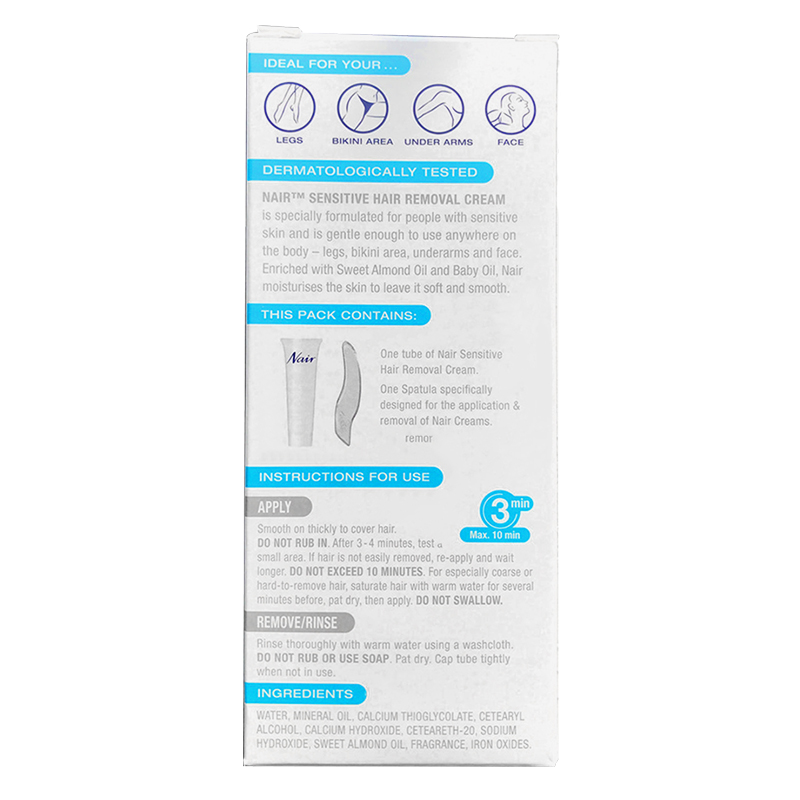 IDEAL FOR YOUR ...
LEGS BIKINI AREA UNDER ARMS FACE
DERMATOLOGICALLY TESTED
NAIR™ SENSITIVE HAIR REMOVAL CREAM
is specially formulated for people with sensitive
skin and is gentle enough to use anywhere on
the body – legs, bikini area, underarms and face.
Enriched with Sweet Almond Oil and Baby Oil, Nair
moisturises the skin to leave it soft and smooth.
THIS PACK CONTAINS:
Nair
One tube of Nair Sensitive
Hair Removal Cream.
One Spatula specifically
designed for the application &
removal of Nair Creams.
remor
INSTRUCTIONS FOR USE
APPLY
3 min
Max. 10 min
Smooth on thickly to cover hair.
DO NOT RUB IN. After 3 - 4 minutes, test a
small area. If hair is not easily removed, re-apply and wait
longer. DO NOT EXCEED 10 MINUTES. For especially coarse or
hard-to-remove hair, saturate hair with warm water for several
minutes before, pat dry, then apply. DO NOT SWALLOW.
REMOVE/RINSE
Rinse thoroughly with warm water using a washcloth.
DO NOT RUB OR USE SOAP. Pat dry. Cap tube tightly
when not in use.
INGREDIENTS
WATER, MINERAL OIL, CALCIUM THIOGLYCOLATE, CETEARYL
ALCOHOL, CALCIUM HYDROXIDE, CETEARETH-20, SODIUM
HYDROXIDE, SWEET ALMOND OIL, FRAGRANCE, IRON OXIDES.